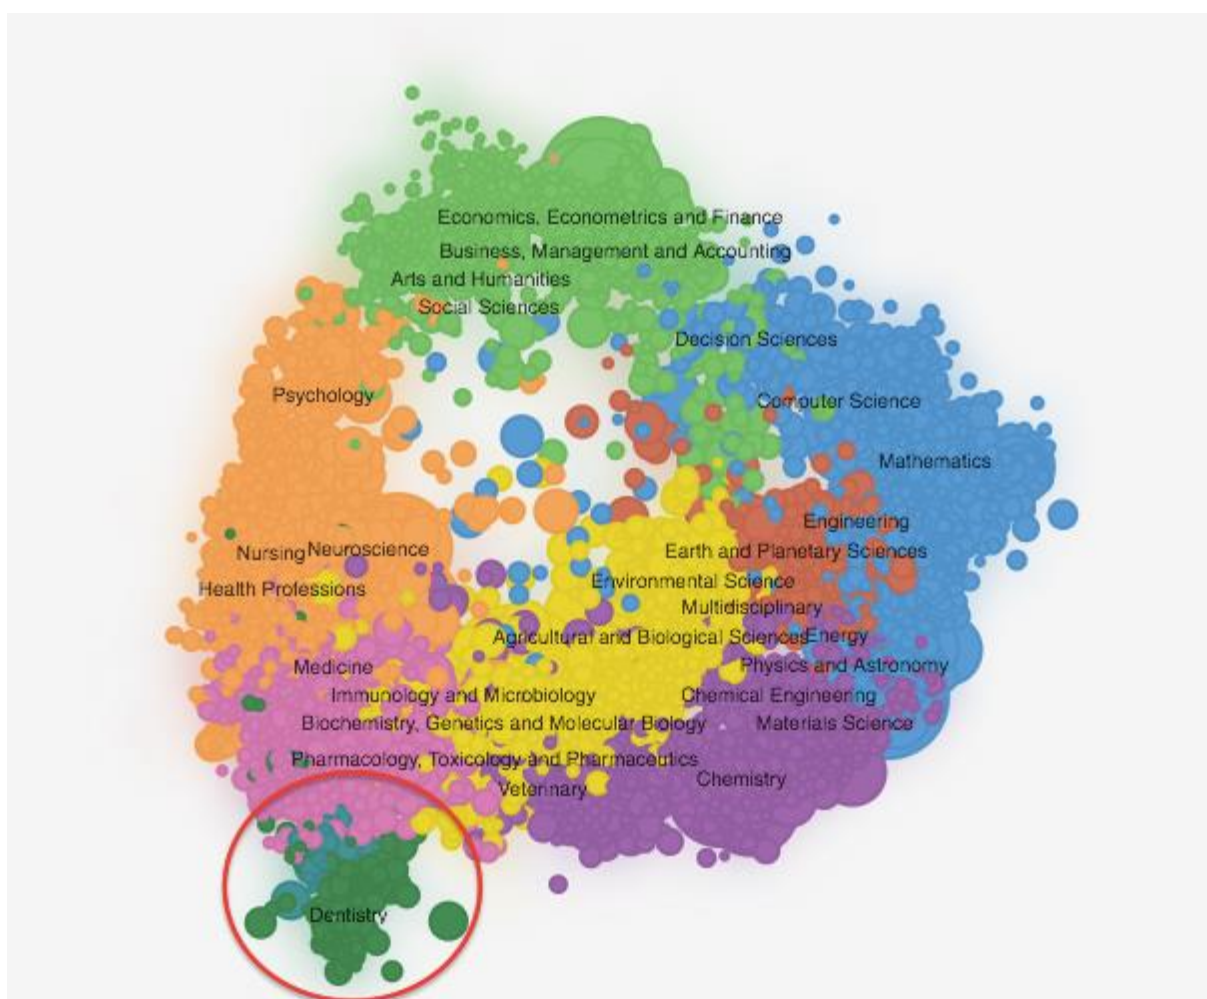 Economics, Econometrics and Finance
Business, Management and Accounting
Arts and Humanities
Social Sciences
Decision Sciences
Psychology
Computer Science
Mathematics
Engineering
Nursing
Neuroscience
Earth and Planetary Sciences
Health Professions
Environmental Science
Multidisciplinary
Agricultural and Biological Sciences
Energy
Medicine
Physics and Astronomy
Immunology and Microbiology
Chemical Engineering
Biochemistry, Genetics and Molecular Biology
Materials Science
Pharmacology, Toxicology and Pharmaceutics
Chemistry
Veterinary
Dentistry